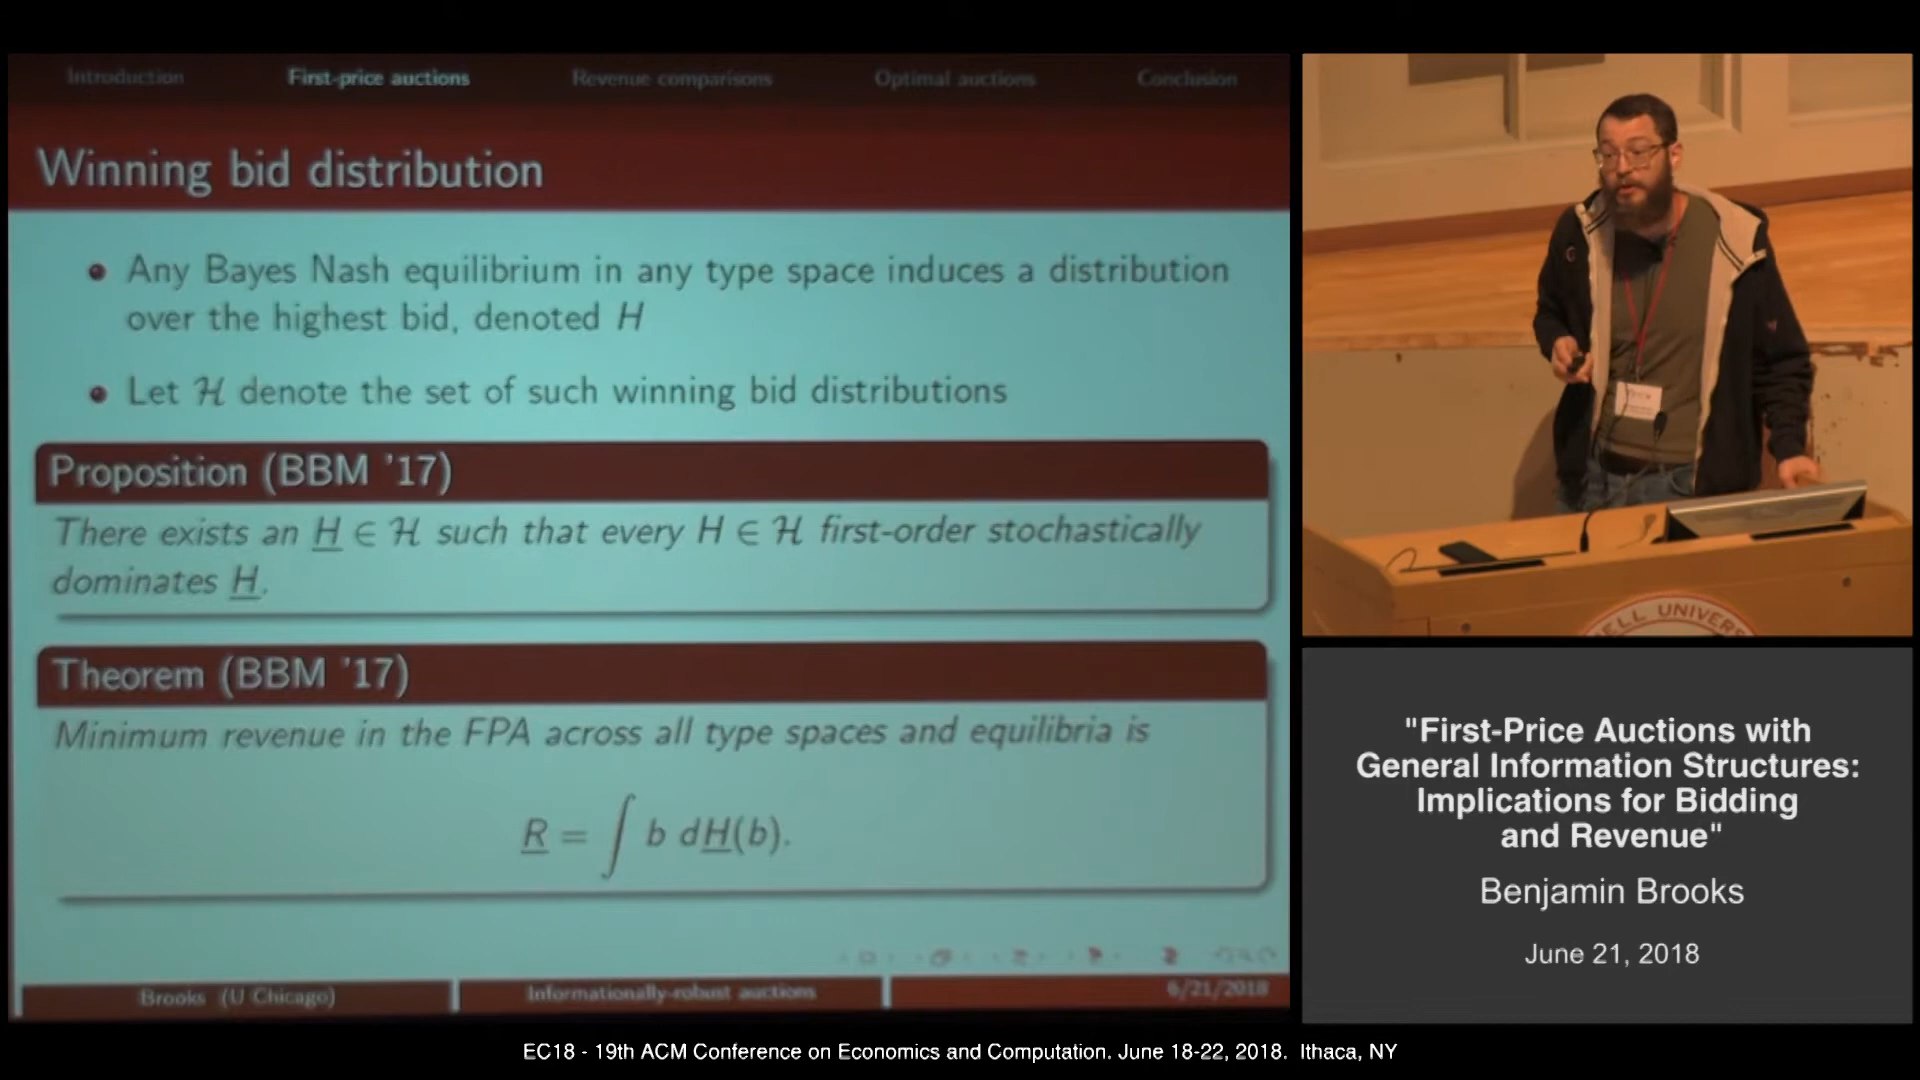 Introduction First-price auctions Revenue comparisons Optimal auctions Conclusion
Winning bid distribution
Any Bayes Nash equilibrium in any type space induces a distribution
over the highest bid, denoted H
Let ℋ denote the set of such winning bid distributions
Proposition (BBM '17)
There exists an H̲ ∈ ℋ such that every H ∈ ℋ first-order stochastically
dominates H̲.
Theorem (BBM '17)
Minimum revenue in the FPA across all type spaces and equilibria is
R̲ = ∫ b dH̲(b).
Brooks (U Chicago) Informationally-robust auctions 6/21/2018
ELL UNIVERS
"First-Price Auctions with
General Information Structures:
Implications for Bidding
and Revenue"
Benjamin Brooks
June 21, 2018
EC18 - 19th ACM Conference on Economics and Computation. June 18-22, 2018. Ithaca, NY